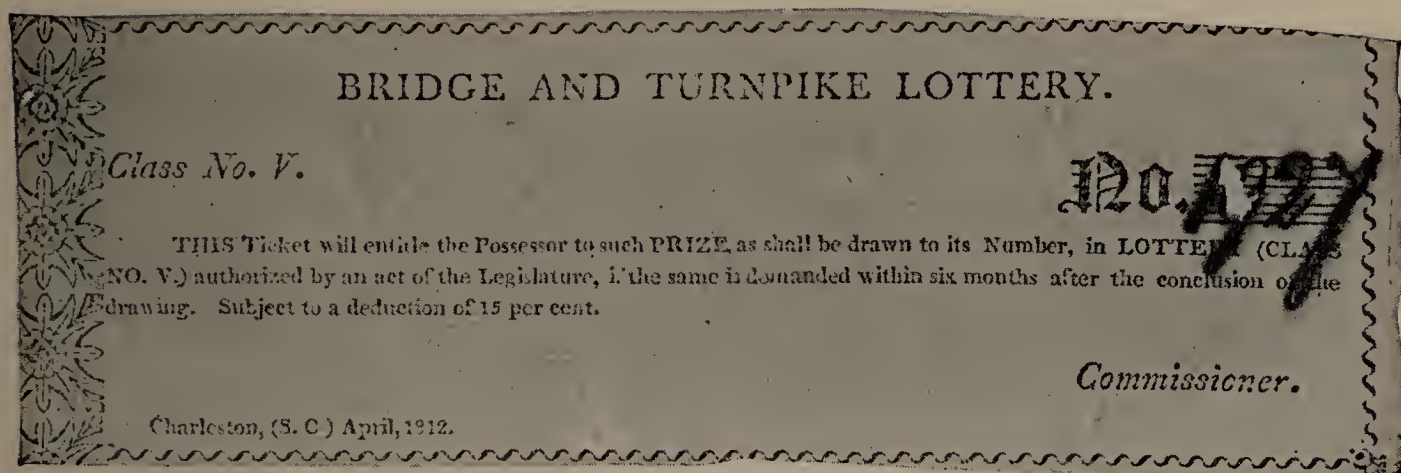 BRIDGE AND TURNPIKE LOTTERY.
Class No. V.
No.
THIS Ticket will entitle the Possessor to such PRIZE as shall be drawn to its Number, in LOTTERY (CLASS
NO. V.) authorized by an act of the Legislature, if the same is demanded within six months after the conclusion of the
drawing. Subject to a deduction of 15 per cent.
Commissioner.
Charleston, (S. C.) April, 1812.